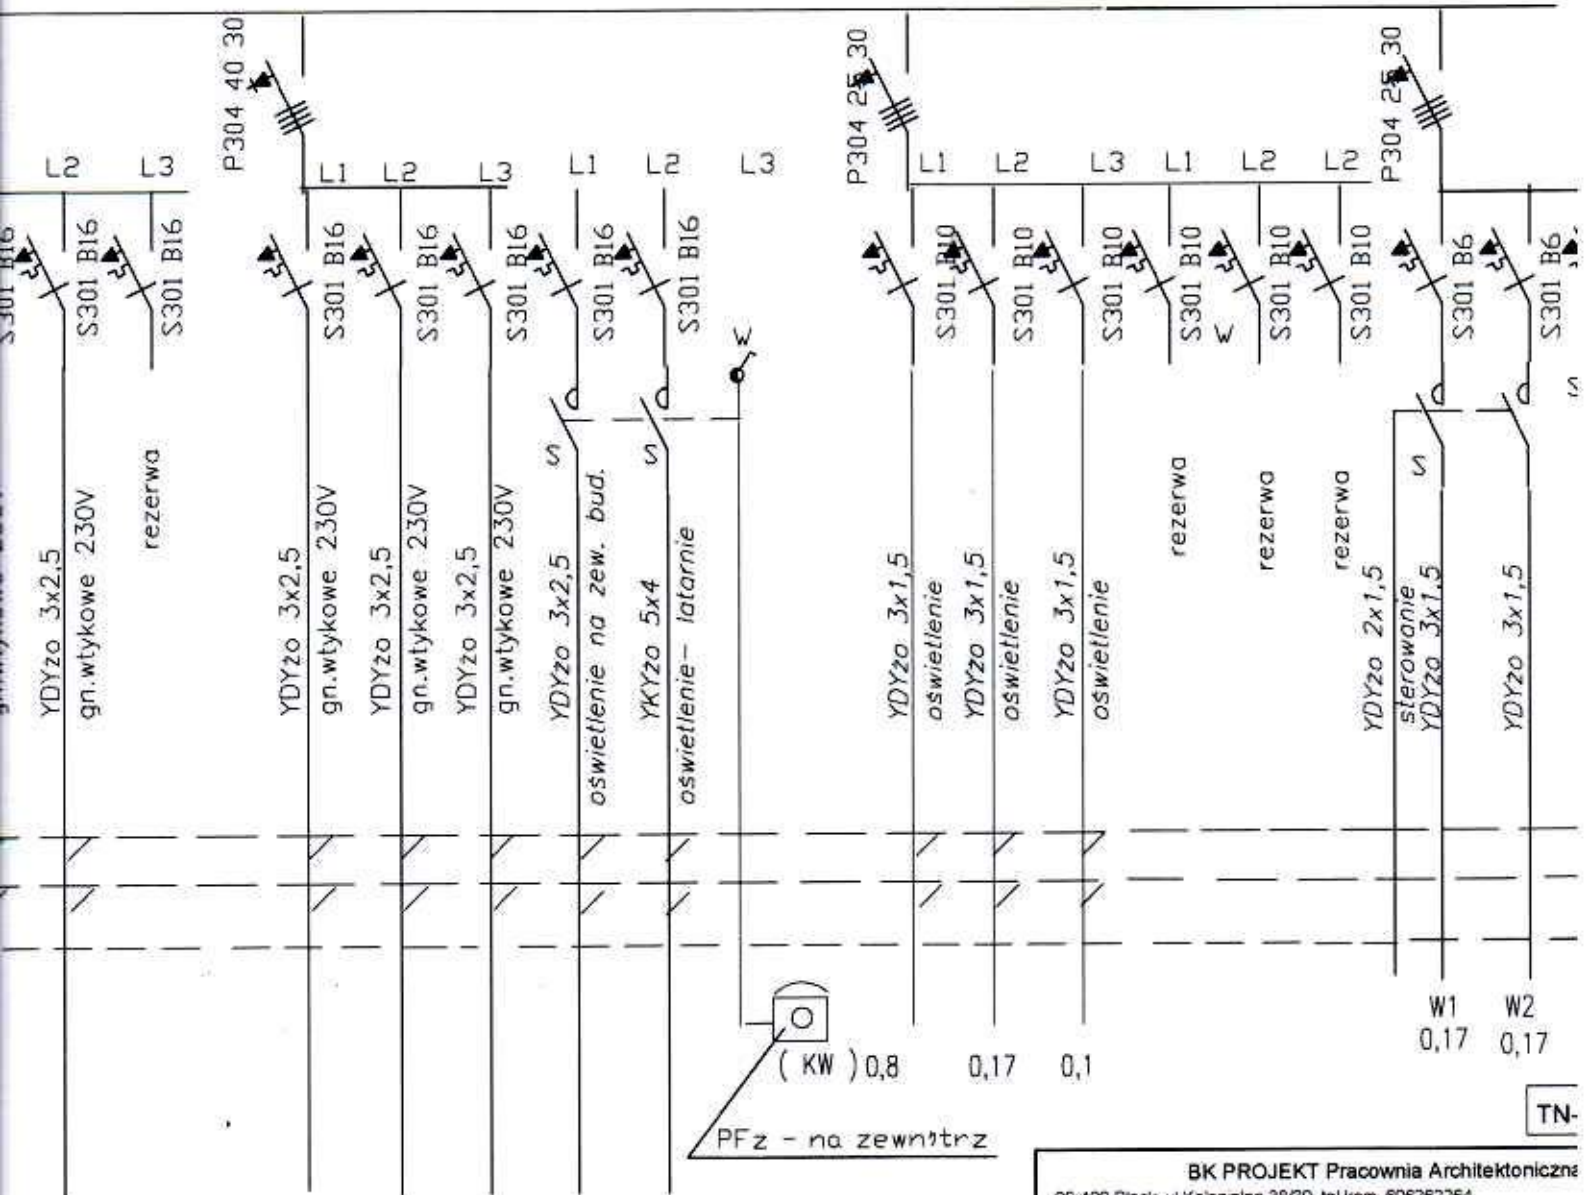 P304 40 30
P304 25 30
P304 25 30
L2
L3
L1
L2
L3
L1
L2
L3
L1
L2
L3
L1
L2
L2
S301 B16
S301 B16
S301 B16
S301 B16
S301 B16
S301 B16
S301 B16
S301 B16
S301 B10
S301 B10
S301 B10
S301 B10
S301 B10
S301 B10
S301 B6
S301 B6
W
W
S
S
S
YDYżo 3x2,5
gn.wtykowe 230V
rezerwa
YDYżo 3x2,5
gn.wtykowe 230V
YDYżo 3x2,5
gn.wtykowe 230V
YDYżo 3x2,5
gn.wtykowe 230V
YDYżo 3x2,5
oświetlenie na zew. bud.
YKYżo 5x4
oświetlenie- latarnie
YDYżo 3x1,5
oświetlenie
YDYżo 3x1,5
oświetlenie
YDYżo 3x1,5
oświetlenie
rezerwa
rezerwa
rezerwa
YDYżo 2x1,5
sterowanie
YDYżo 3x1,5
YDYżo 3x1,5
W1
0,17
W2
0,17
( KW ) 0,8
0,17
0,1
PFz - na zewnątrz
TN-
BK PROJEKT Pracownia Architektoniczna